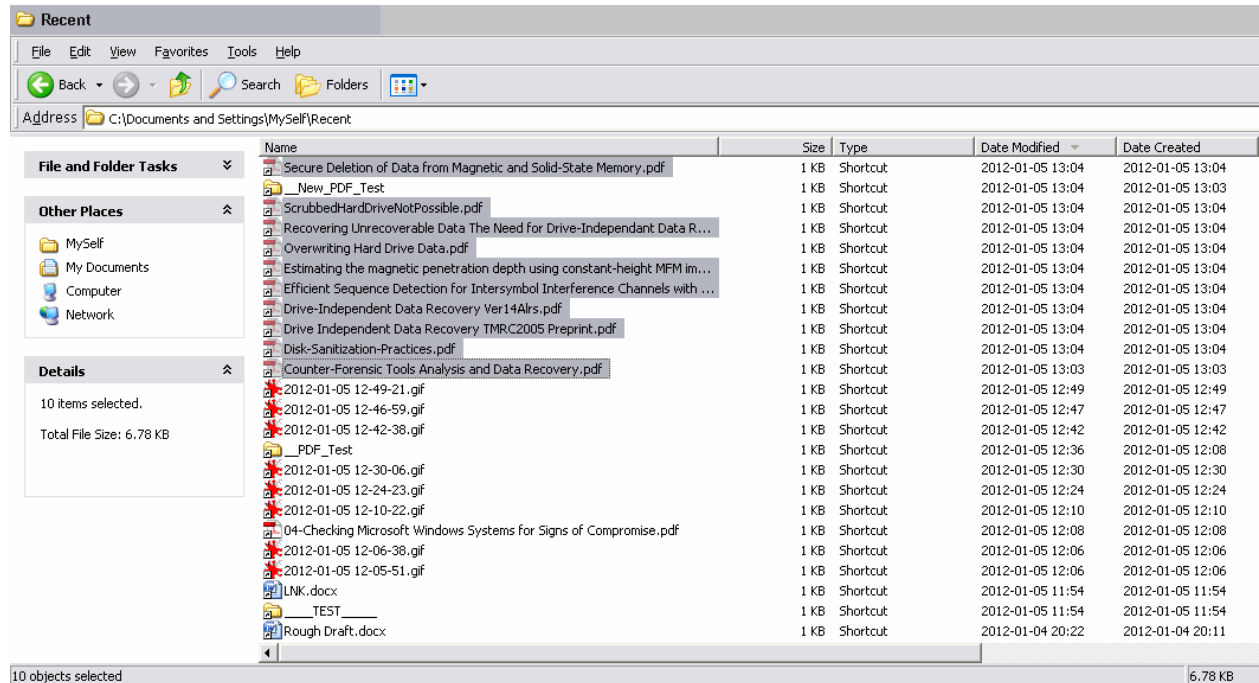 Recent
File Edit View Favorites Tools Help
Back Search Folders
Address C:\Documents and Settings\MySelf\Recent
File and Folder Tasks
Other Places
MySelf
My Documents
Computer
Network
Details
10 items selected.
Total File Size: 6.78 KB
Name Size Type Date Modified Date Created
Secure Deletion of Data from Magnetic and Solid-State Memory.pdf 1 KB Shortcut 2012-01-05 13:04 2012-01-05 13:04
__New_PDF_Test 1 KB Shortcut 2012-01-05 13:04 2012-01-05 13:03
ScrubbedHardDriveNotPossible.pdf 1 KB Shortcut 2012-01-05 13:04 2012-01-05 13:04
Recovering Unrecoverable Data The Need for Drive-Independant Data R... 1 KB Shortcut 2012-01-05 13:04 2012-01-05 13:04
Overwriting Hard Drive Data.pdf 1 KB Shortcut 2012-01-05 13:04 2012-01-05 13:04
Estimating the magnetic penetration depth using constant-height MFM im... 1 KB Shortcut 2012-01-05 13:04 2012-01-05 13:04
Efficient Sequence Detection for Intersymbol Interference Channels with ... 1 KB Shortcut 2012-01-05 13:04 2012-01-05 13:04
Drive-Independent Data Recovery Ver14Alrs.pdf 1 KB Shortcut 2012-01-05 13:04 2012-01-05 13:04
Drive Independent Data Recovery TMRC2005 Preprint.pdf 1 KB Shortcut 2012-01-05 13:04 2012-01-05 13:04
Disk-Sanitization-Practices.pdf 1 KB Shortcut 2012-01-05 13:04 2012-01-05 13:04
Counter-Forensic Tools Analysis and Data Recovery.pdf 1 KB Shortcut 2012-01-05 13:03 2012-01-05 13:03
2012-01-05 12-49-21.gif 1 KB Shortcut 2012-01-05 12:49 2012-01-05 12:49
2012-01-05 12-46-59.gif 1 KB Shortcut 2012-01-05 12:47 2012-01-05 12:47
2012-01-05 12-42-38.gif 1 KB Shortcut 2012-01-05 12:42 2012-01-05 12:42
__PDF_Test 1 KB Shortcut 2012-01-05 12:36 2012-01-05 12:08
2012-01-05 12-30-06.gif 1 KB Shortcut 2012-01-05 12:30 2012-01-05 12:30
2012-01-05 12-24-23.gif 1 KB Shortcut 2012-01-05 12:24 2012-01-05 12:24
2012-01-05 12-10-22.gif 1 KB Shortcut 2012-01-05 12:10 2012-01-05 12:10
04-Checking Microsoft Windows Systems for Signs of Compromise.pdf 1 KB Shortcut 2012-01-05 12:08 2012-01-05 12:08
2012-01-05 12-06-38.gif 1 KB Shortcut 2012-01-05 12:06 2012-01-05 12:06
2012-01-05 12-05-51.gif 1 KB Shortcut 2012-01-05 12:06 2012-01-05 12:06
LNK.docx 1 KB Shortcut 2012-01-05 11:54 2012-01-05 11:54
____TEST_____ 1 KB Shortcut 2012-01-05 11:54 2012-01-05 11:54
Rough Draft.docx 1 KB Shortcut 2012-01-04 20:22 2012-01-04 20:11
10 objects selected 6.78 KB